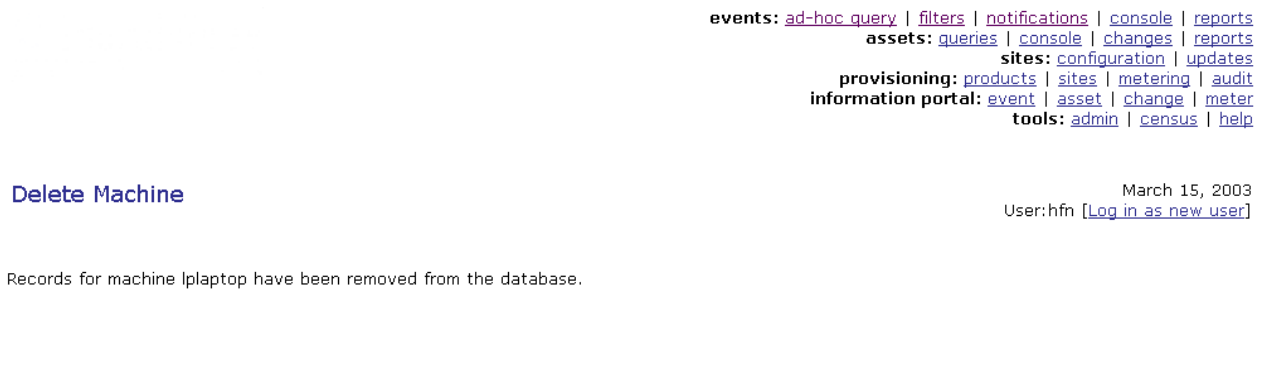 events: ad-hoc query | filters | notifications | console | reports
assets: queries | console | changes | reports
sites: configuration | updates
provisioning: products | sites | metering | audit
information portal: event | asset | change | meter
tools: admin | census | help
Delete Machine
March 15, 2003
User:hfn [Log in as new user]
Records for machine lplaptop have been removed from the database.